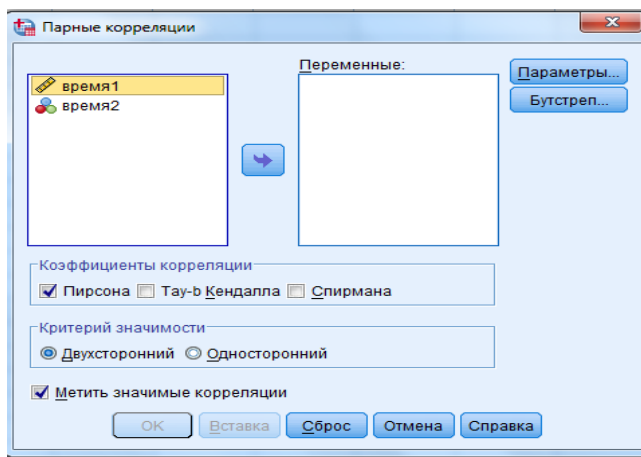 Парные корреляции
Переменные:
время1
время2
Параметры...
Бутстреп...
Коэффициенты корреляции
Пирсона Тау-b Кендалла Спирмана
Критерий значимости
Двухсторонний Односторонний
Метить значимые корреляции
OK Вставка Сброс Отмена Справка